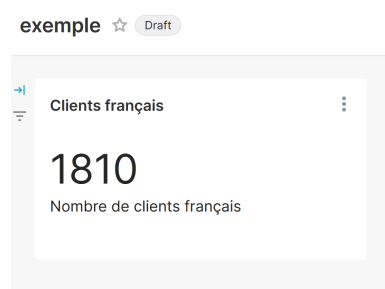 exemple
Draft
Clients français
1810
Nombre de clients français